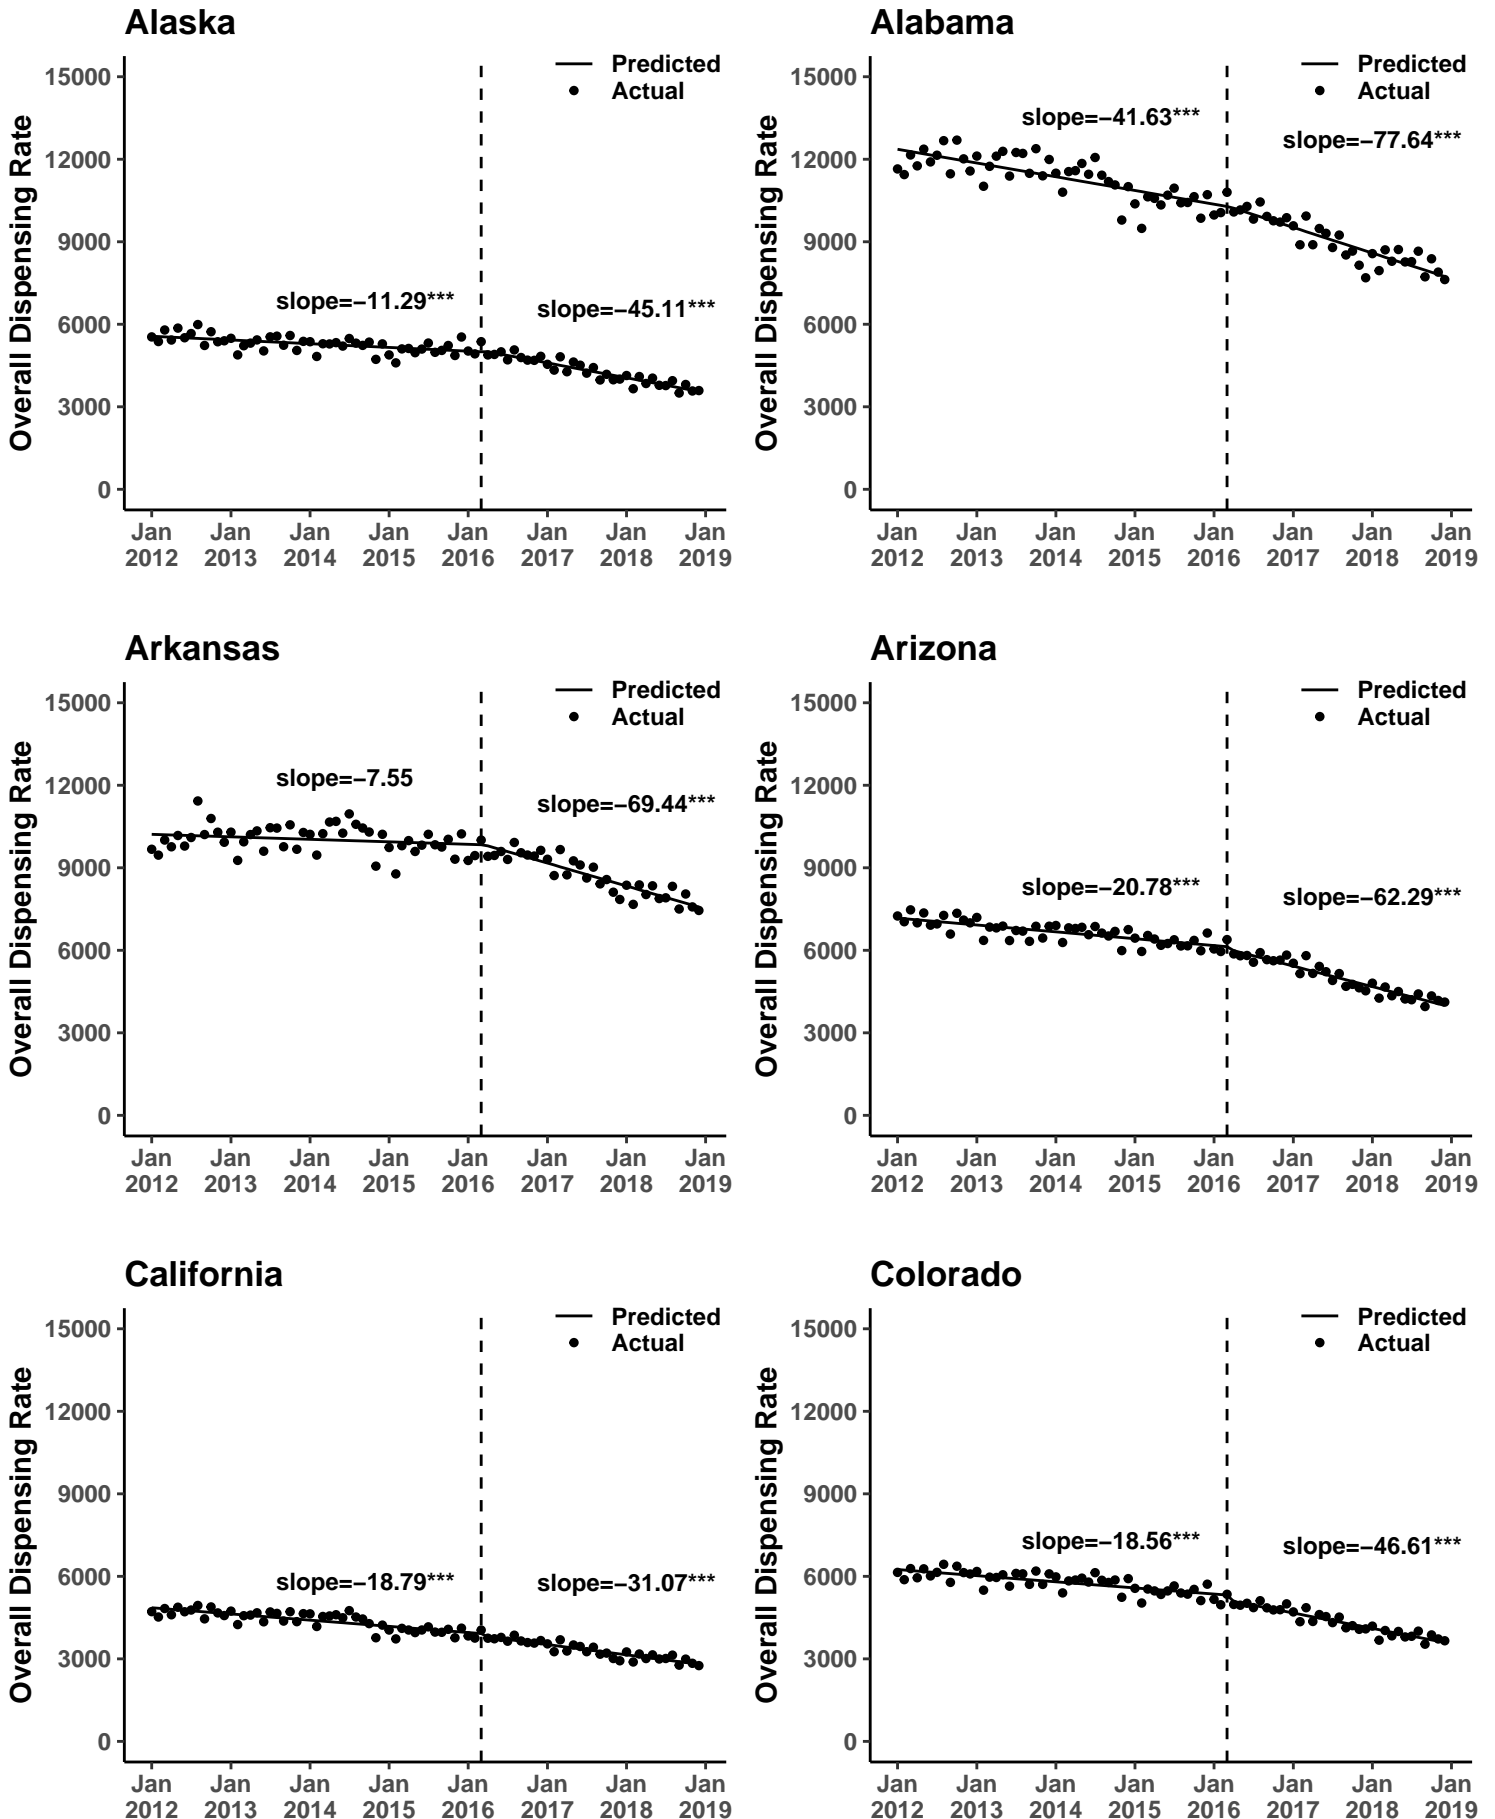 Alaska
Predicted
Actual
slope=−11.29***
slope=−45.11***
Overall Dispensing Rate
15000
12000
9000
6000
3000
0
Jan Jan Jan Jan Jan Jan Jan Jan
2012 2013 2014 2015 2016 2017 2018 2019
Alabama
Predicted
Actual
slope=−41.63***
slope=−77.64***
Overall Dispensing Rate
15000
12000
9000
6000
3000
0
Jan Jan Jan Jan Jan Jan Jan Jan
2012 2013 2014 2015 2016 2017 2018 2019
Arkansas
Predicted
Actual
slope=−7.55
slope=−69.44***
Overall Dispensing Rate
15000
12000
9000
6000
3000
0
Jan Jan Jan Jan Jan Jan Jan Jan
2012 2013 2014 2015 2016 2017 2018 2019
Arizona
Predicted
Actual
slope=−20.78***
slope=−62.29***
Overall Dispensing Rate
15000
12000
9000
6000
3000
0
Jan Jan Jan Jan Jan Jan Jan Jan
2012 2013 2014 2015 2016 2017 2018 2019
California
Predicted
Actual
slope=−18.79***
slope=−31.07***
Overall Dispensing Rate
15000
12000
9000
6000
3000
0
Jan Jan Jan Jan Jan Jan Jan Jan
2012 2013 2014 2015 2016 2017 2018 2019
Colorado
Predicted
Actual
slope=−18.56***
slope=−46.61***
Overall Dispensing Rate
15000
12000
9000
6000
3000
0
Jan Jan Jan Jan Jan Jan Jan Jan
2012 2013 2014 2015 2016 2017 2018 2019